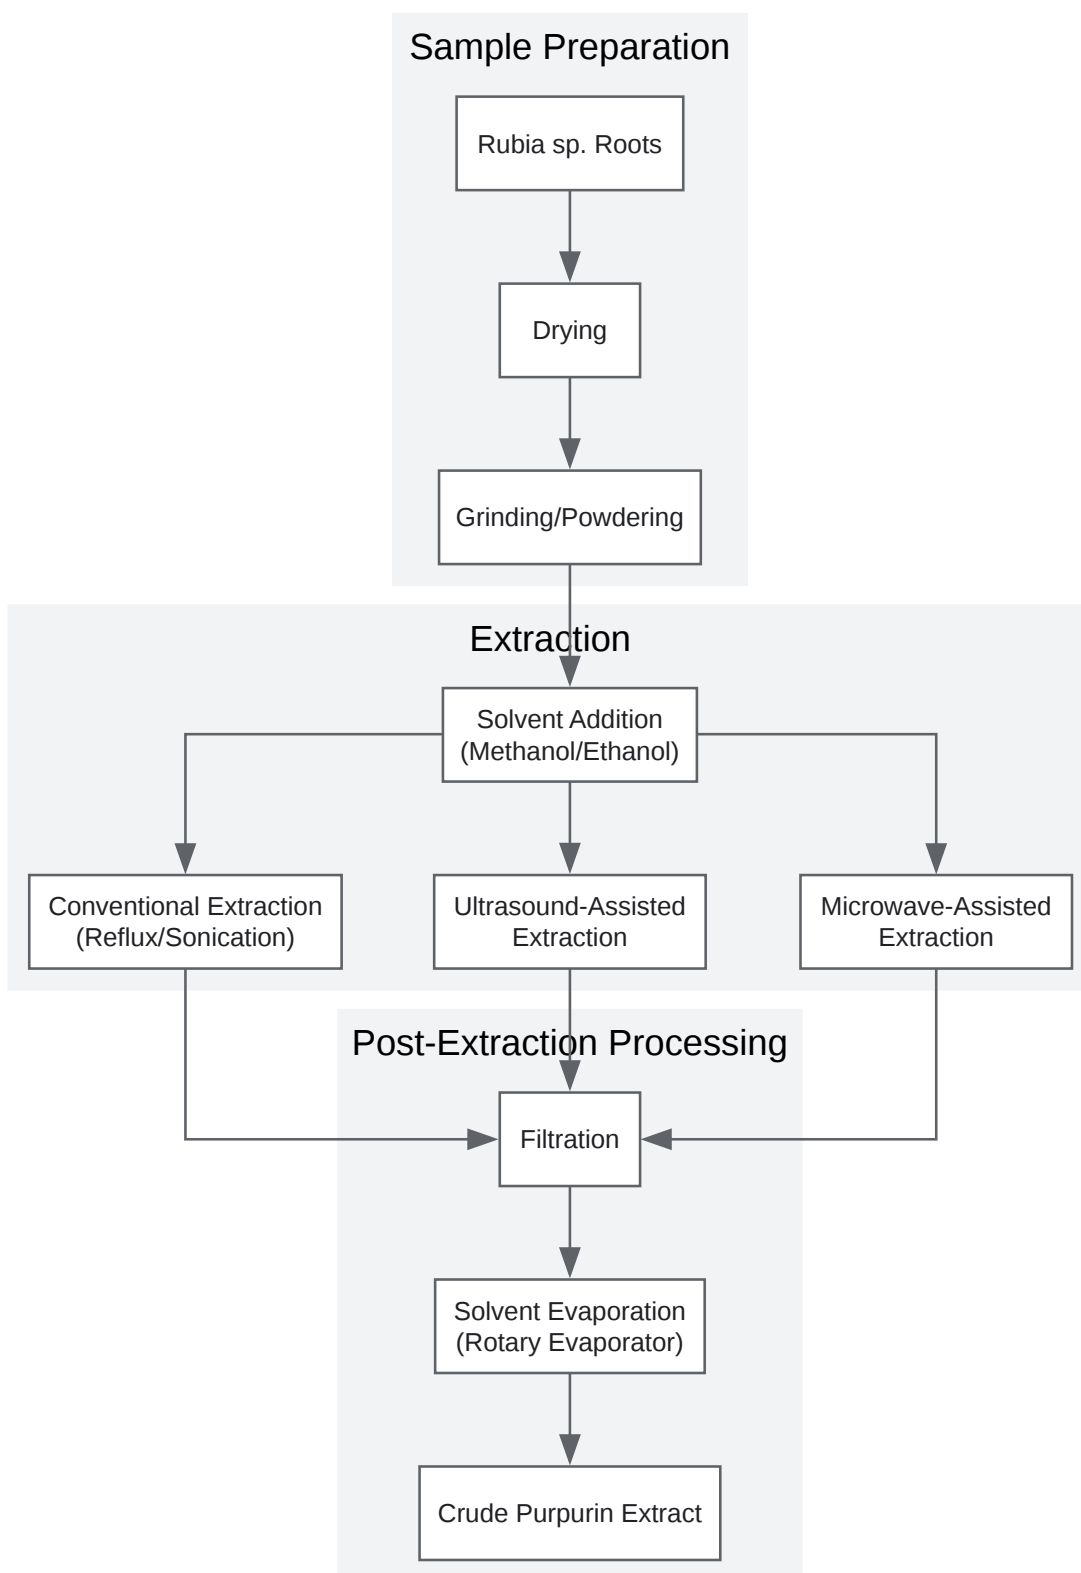 Sample Preparation
Rubia sp. Roots
Drying
Grinding/Powdering
Extraction
Solvent Addition
(Methanol/Ethanol)
Conventional Extraction
(Reflux/Sonication)
Ultrasound-Assisted
Extraction
Microwave-Assisted
Extraction
Post-Extraction Processing
Filtration
Solvent Evaporation
(Rotary Evaporator)
Crude Purpurin Extract